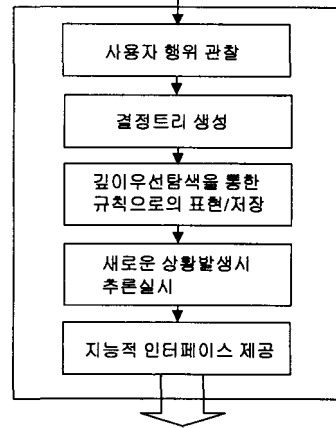 사용자 행위 관찰
결정트리 생성
깊이우선탐색을 통한
규칙으로의 표현/저장
새로운 상황발생시
추론실시
지능적 인터페이스 제공